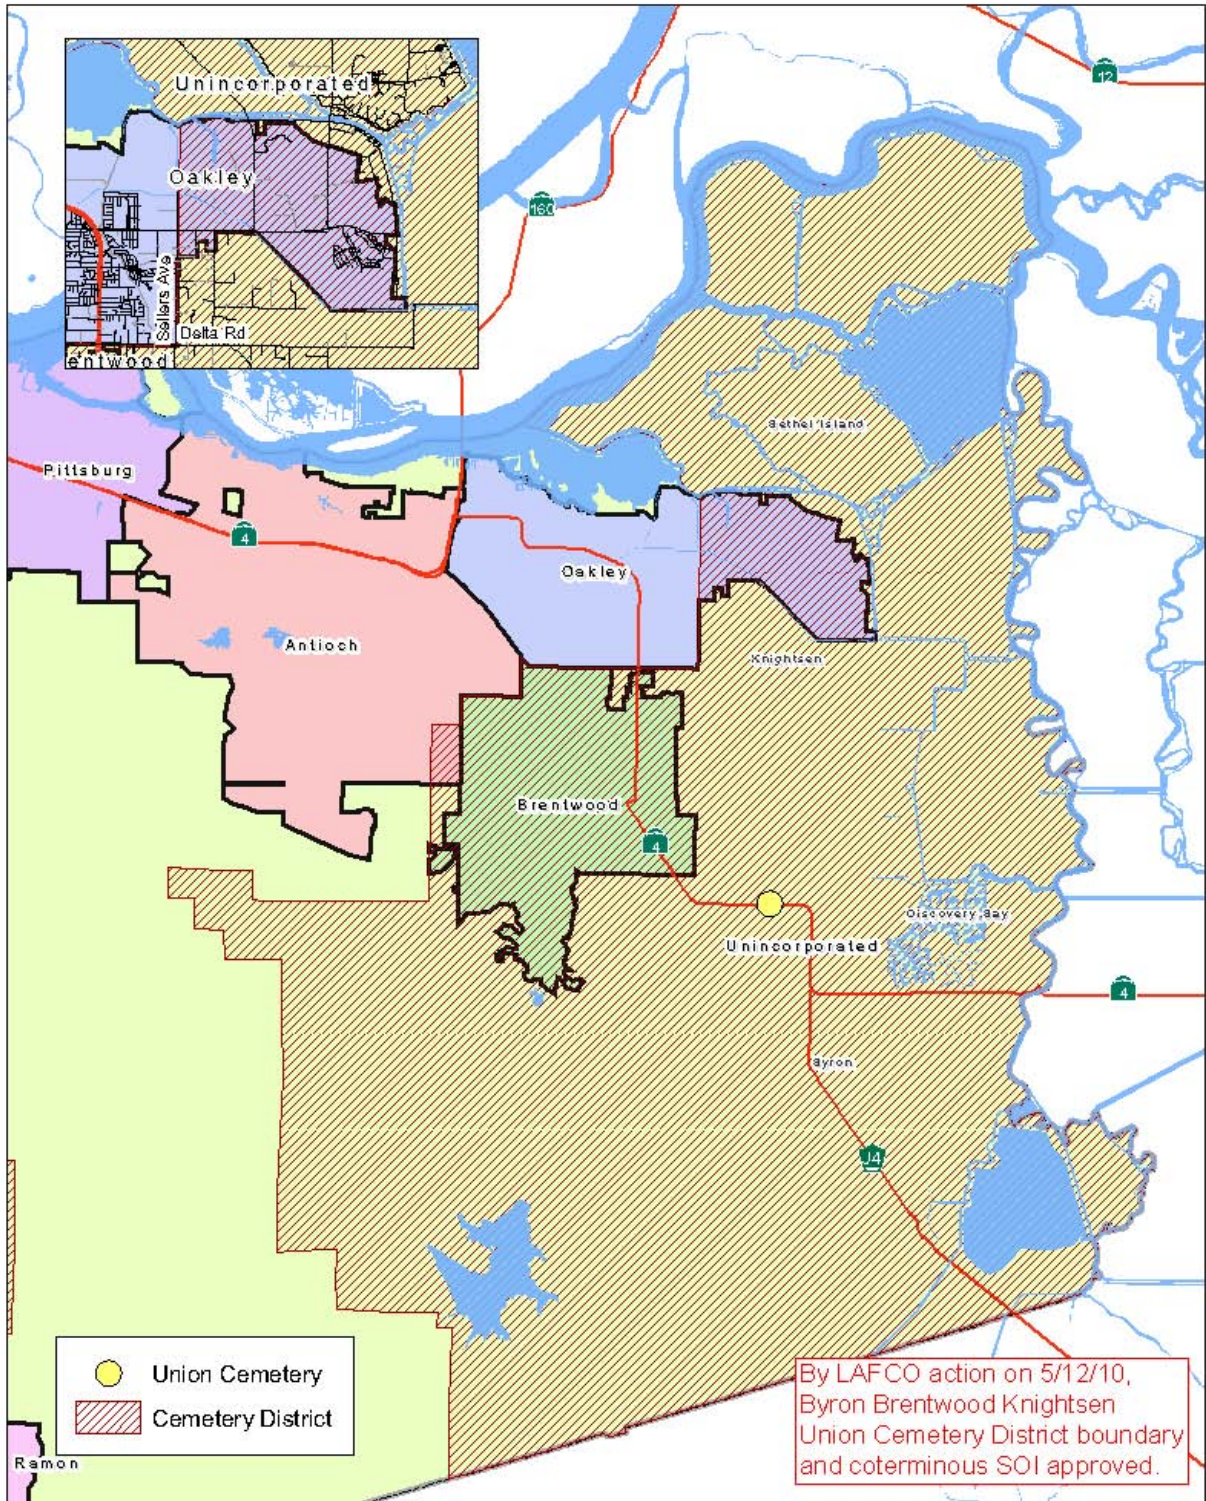 Unincorporated
Oakley
Sellers Ave
Delta Rd
entwood
12
160
Bethel Island
Pittsburg
4
Oakley
Antioch
Knightsen
Brentwood
4
Discovery Bay
Unincorporated
4
Byron
J4
Union Cemetery
Cemetery District
Ramon
By LAFCO action on 5/12/10,
Byron Brentwood Knightsen
Union Cemetery District boundary
and coterminous SOI approved.